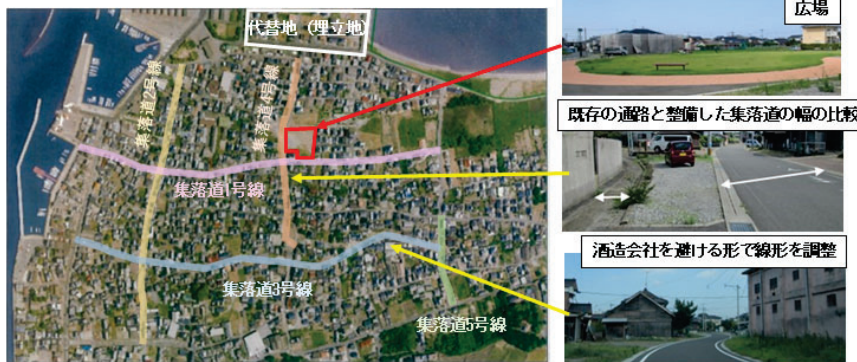 代替地（埋立地）
集落道2号線
集落道4号線
集落道1号線
集落道3号線
集落道5号線
広場
既存の通路と整備した集落道の幅の比較
酒造会社を避ける形で線形を調整